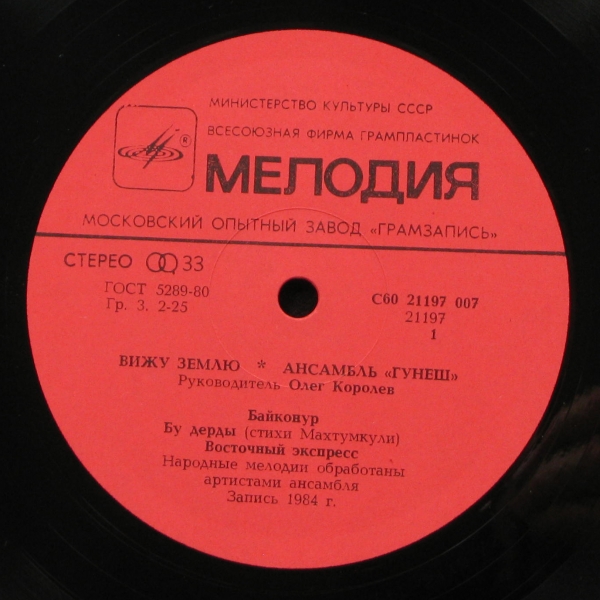 МИНИСТЕРСТВО КУЛЬТУРЫ СССР
ВСЕСОЮЗНАЯ ФИРМА ГРАМПЛАСТИНОК
®
МЕЛОДИЯ
МОСКОВСКИЙ ОПЫТНЫЙ ЗАВОД «ГРАМЗАПИСЬ»
СТЕРЕО 33
ГОСТ 5289-80
Гр. 3. 2-25
С60 21197 007
21197
1
ВИЖУ ЗЕМЛЮ * АНСАМБЛЬ «ГУНЕШ»
Руководитель Олег Королев
Байконур
Бу дерды (стихи Махтумкули)
Восточный экспресс
Народные мелодии обработаны
артистами ансамбля
Запись 1984 г.